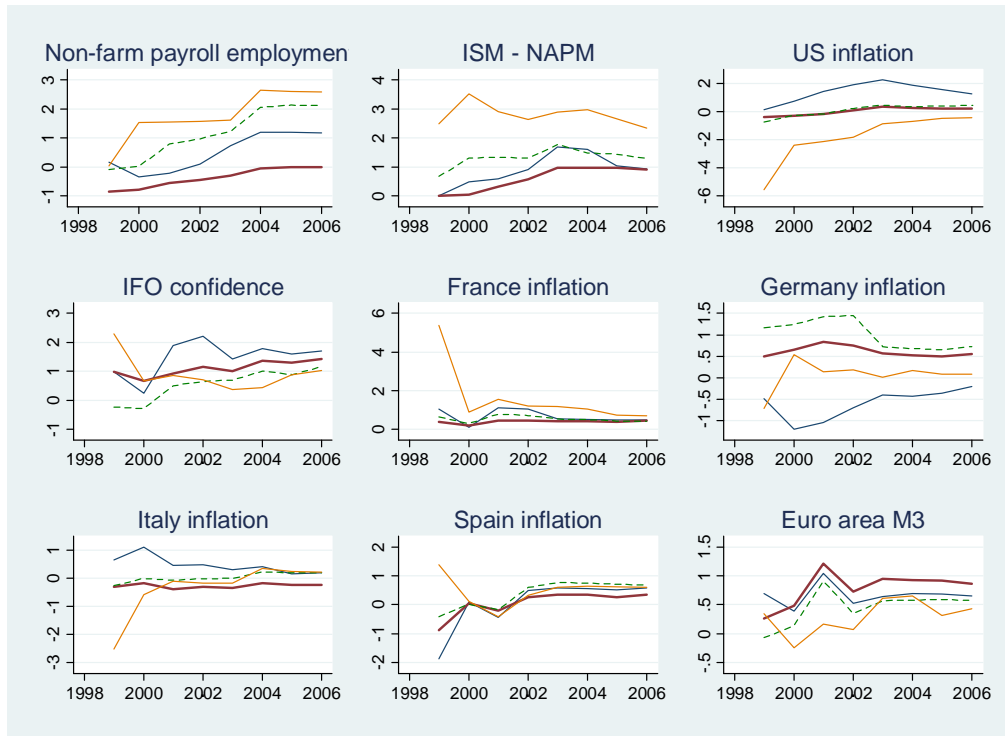 Non-farm payroll employmen
ISM - NAPM
US inflation
3
2
1
0
-1
4
3
2
1
0
2
0
-2
-4
-6
1998 2000 2002 2004 2006
1998 2000 2002 2004 2006
1998 2000 2002 2004 2006
IFO confidence
France inflation
Germany inflation
3
2
1
0
-1
6
4
2
0
1.5
1
.5
0
-.5
-1
1998 2000 2002 2004 2006
1998 2000 2002 2004 2006
1998 2000 2002 2004 2006
Italy inflation
Spain inflation
Euro area M3
1
0
-1
-2
-3
2
1
0
-1
-2
1.5
1
.5
0
-.5
1998 2000 2002 2004 2006
1998 2000 2002 2004 2006
1998 2000 2002 2004 2006